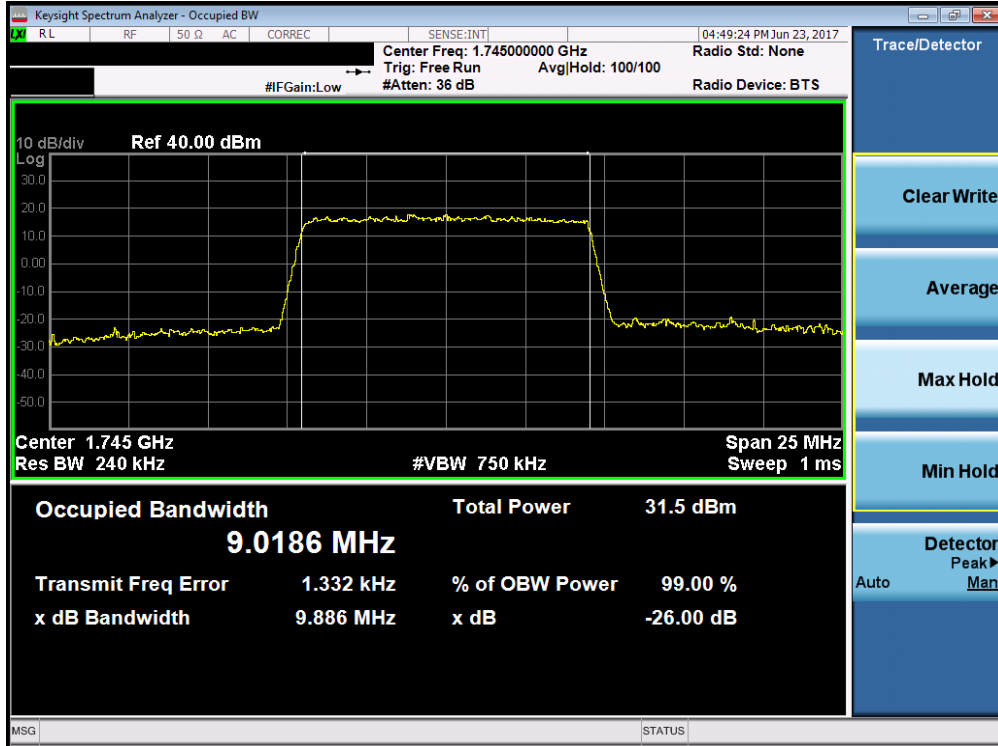 Keysight Spectrum Analyzer - Occupied BW
LXI RL RF 50 Ω AC CORREC SENSE:INT 04:49:24 PM Jun 23, 2017
Center Freq: 1.745000000 GHz Radio Std: None
Trig: Free Run Avg|Hold: 100/100
#IFGain:Low #Atten: 36 dB Radio Device: BTS
10 dB/div Ref 40.00 dBm
Log
30.0
20.0
10.0
0.00
-10.0
-20.0
-30.0
-40.0
-50.0
Center 1.745 GHz Span 25 MHz
Res BW 240 kHz #VBW 750 kHz Sweep 1 ms
Occupied Bandwidth Total Power 31.5 dBm
9.0186 MHz
Transmit Freq Error 1.332 kHz % of OBW Power 99.00 %
x dB Bandwidth 9.886 MHz x dB -26.00 dB
MSG STATUS
Trace/Detector
Clear Write
Average
Max Hold
Min Hold
Detector
Peak▶
Auto Man